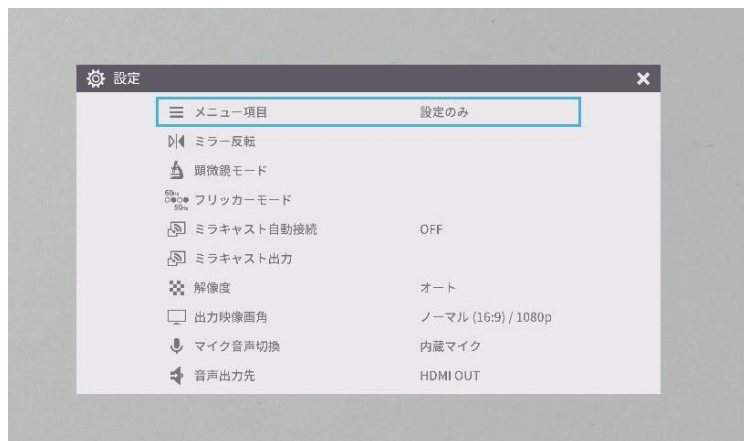 設定
メニュー項目 設定のみ
ミラー反転
顕微鏡モード
60Hz
50Hz
フリッカーモード
ミラキャスト自動接続 OFF
ミラキャスト出力
解像度 オート
出力映像画角 ノーマル (16:9) / 1080p
マイク音声切換 内蔵マイク
音声出力先 HDMI OUT